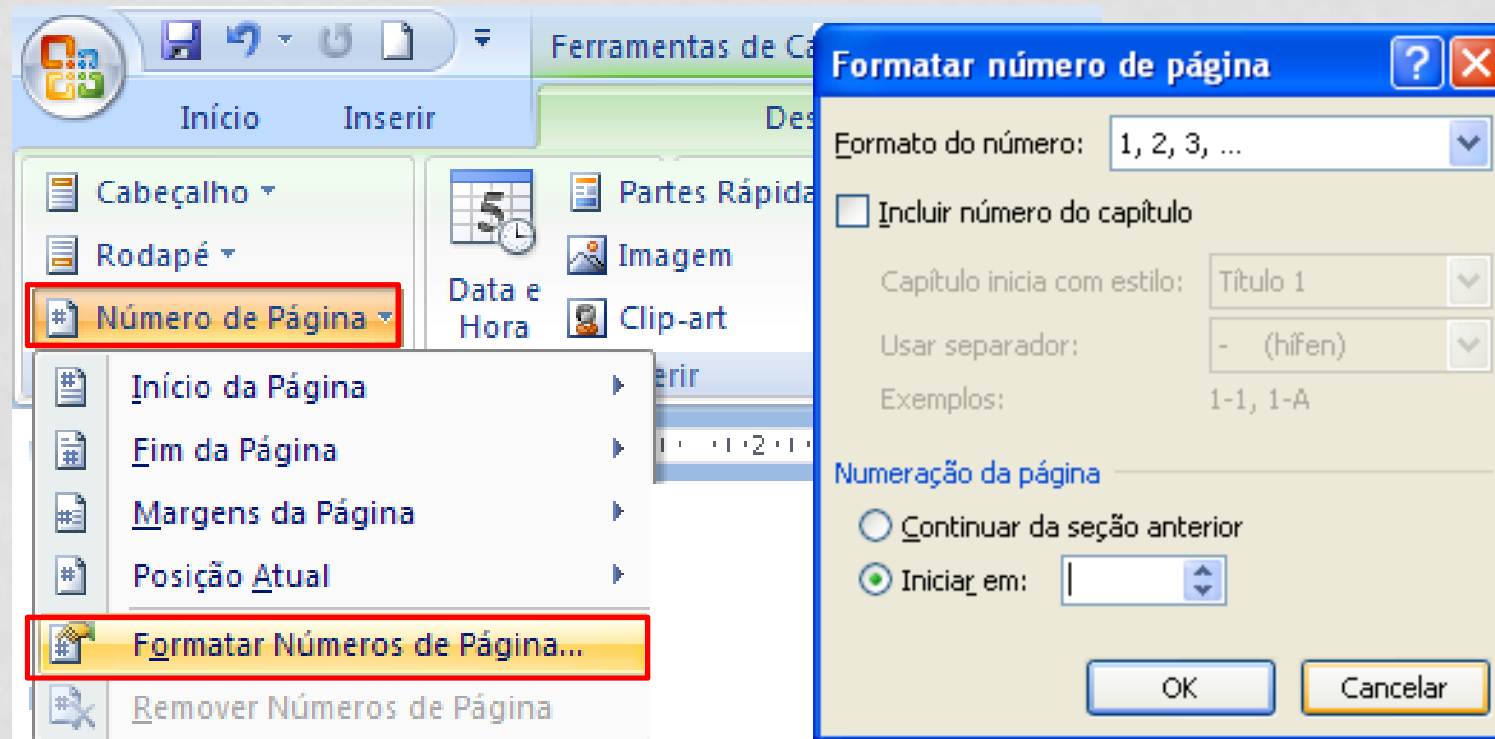 Ferramentas de Ca
Início Inserir Des
Cabeçalho
Rodapé
Número de Página
5
Data e
Hora
Partes Rápida
Imagem
Clip-art
erir
2
Início da Página
Fim da Página
Margens da Página
Posição Atual
Formatar Números de Página...
Remover Números de Página
Formatar número de página
Formato do número: 1, 2, 3, ...
Incluir número do capítulo
Capítulo inicia com estilo: Título 1
Usar separador: - (hífen)
Exemplos: 1-1, 1-A
Numeração da página
Continuar da seção anterior
Iniciar em:
OK Cancelar